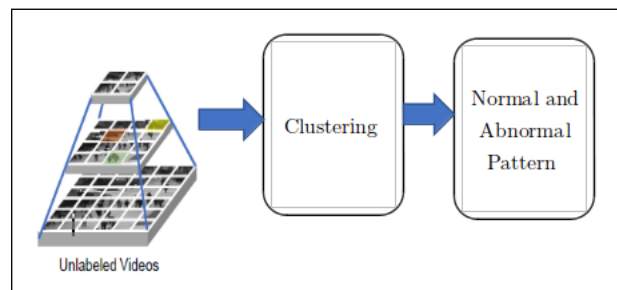 Unlabeled Videos
Clustering
Normal and
Abnormal
Pattern